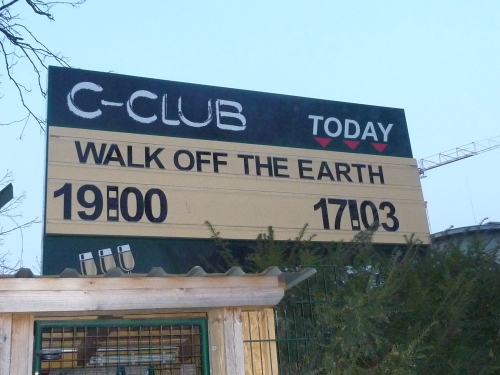 C-CLUB
TODAY
WALK OFF THE EARTH
19:00 17.03